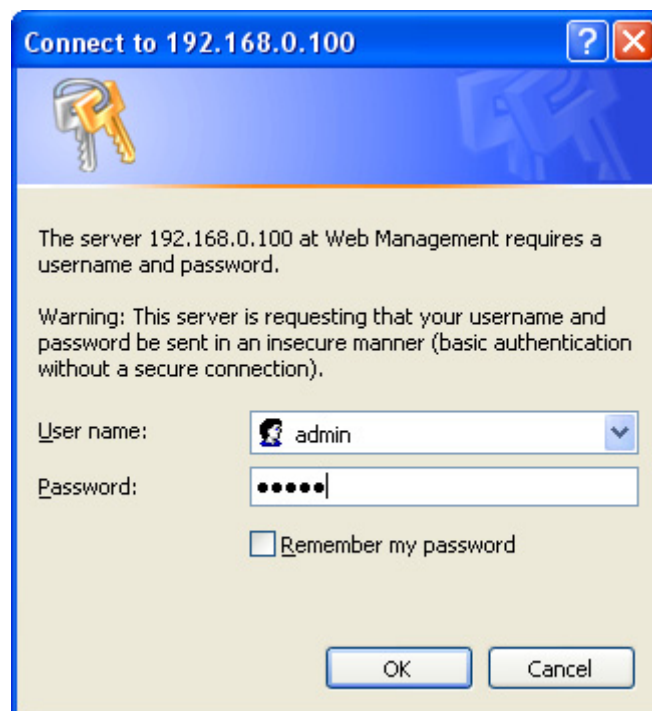 Connect to 192.168.0.100
The server 192.168.0.100 at Web Management requires a
username and password.
Warning: This server is requesting that your username and
password be sent in an insecure manner (basic authentication
without a secure connection).
User name:
admin
Password:
•••••
Remember my password
OK
Cancel